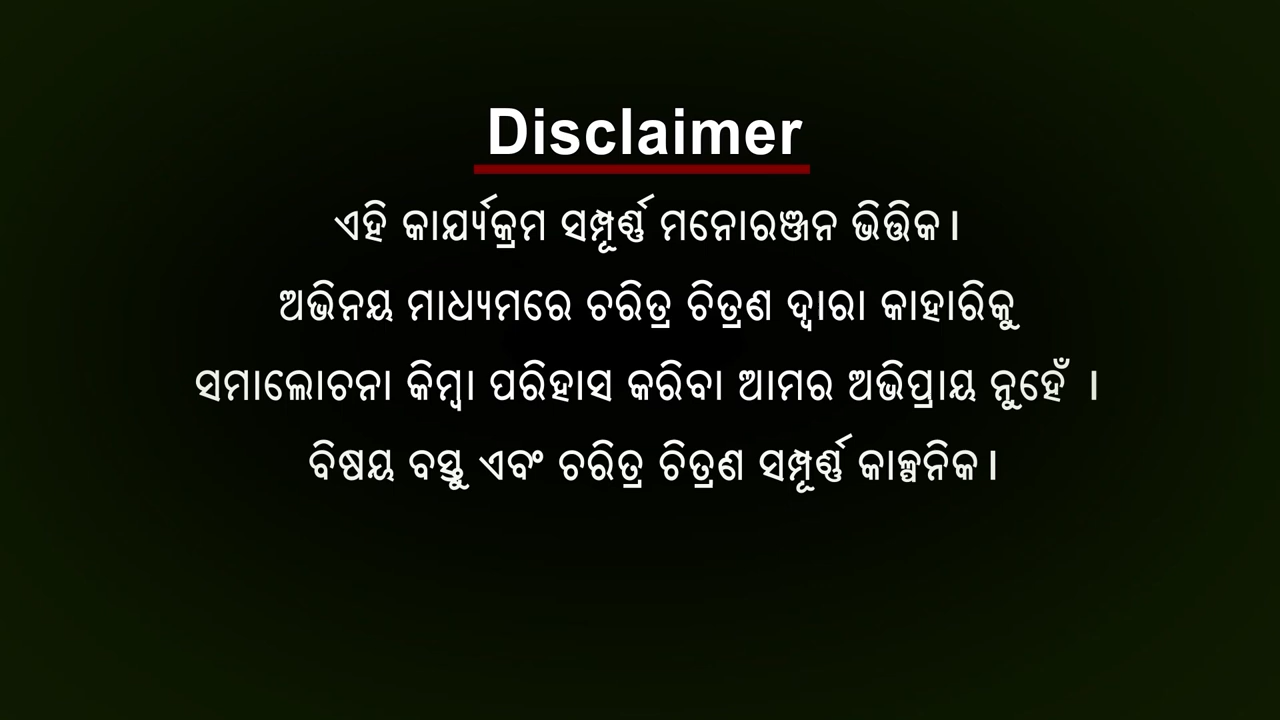 Disclaimer
ଏହି କାର୍ଯ୍ୟକ୍ରମ ସମ୍ପୂର୍ଣ୍ଣ ମନୋରଞ୍ଜନ ଭିତ୍ତିକ।
ଅଭିନୟ ମାଧ୍ୟମରେ ଚରିତ୍ର ଚିତ୍ରଣ ଦ୍ୱାରା କାହାରିକୁ
ସମାଲୋଚନା କିମ୍ବା ପରିହାସ କରିବା ଆମର ଅଭିପ୍ରାୟ ନୁହେଁ ।
ବିଷୟ ବସ୍ତୁ ଏବଂ ଚରିତ୍ର ଚିତ୍ରଣ ସମ୍ପୂର୍ଣ୍ଣ କାଳ୍ପନିକ।